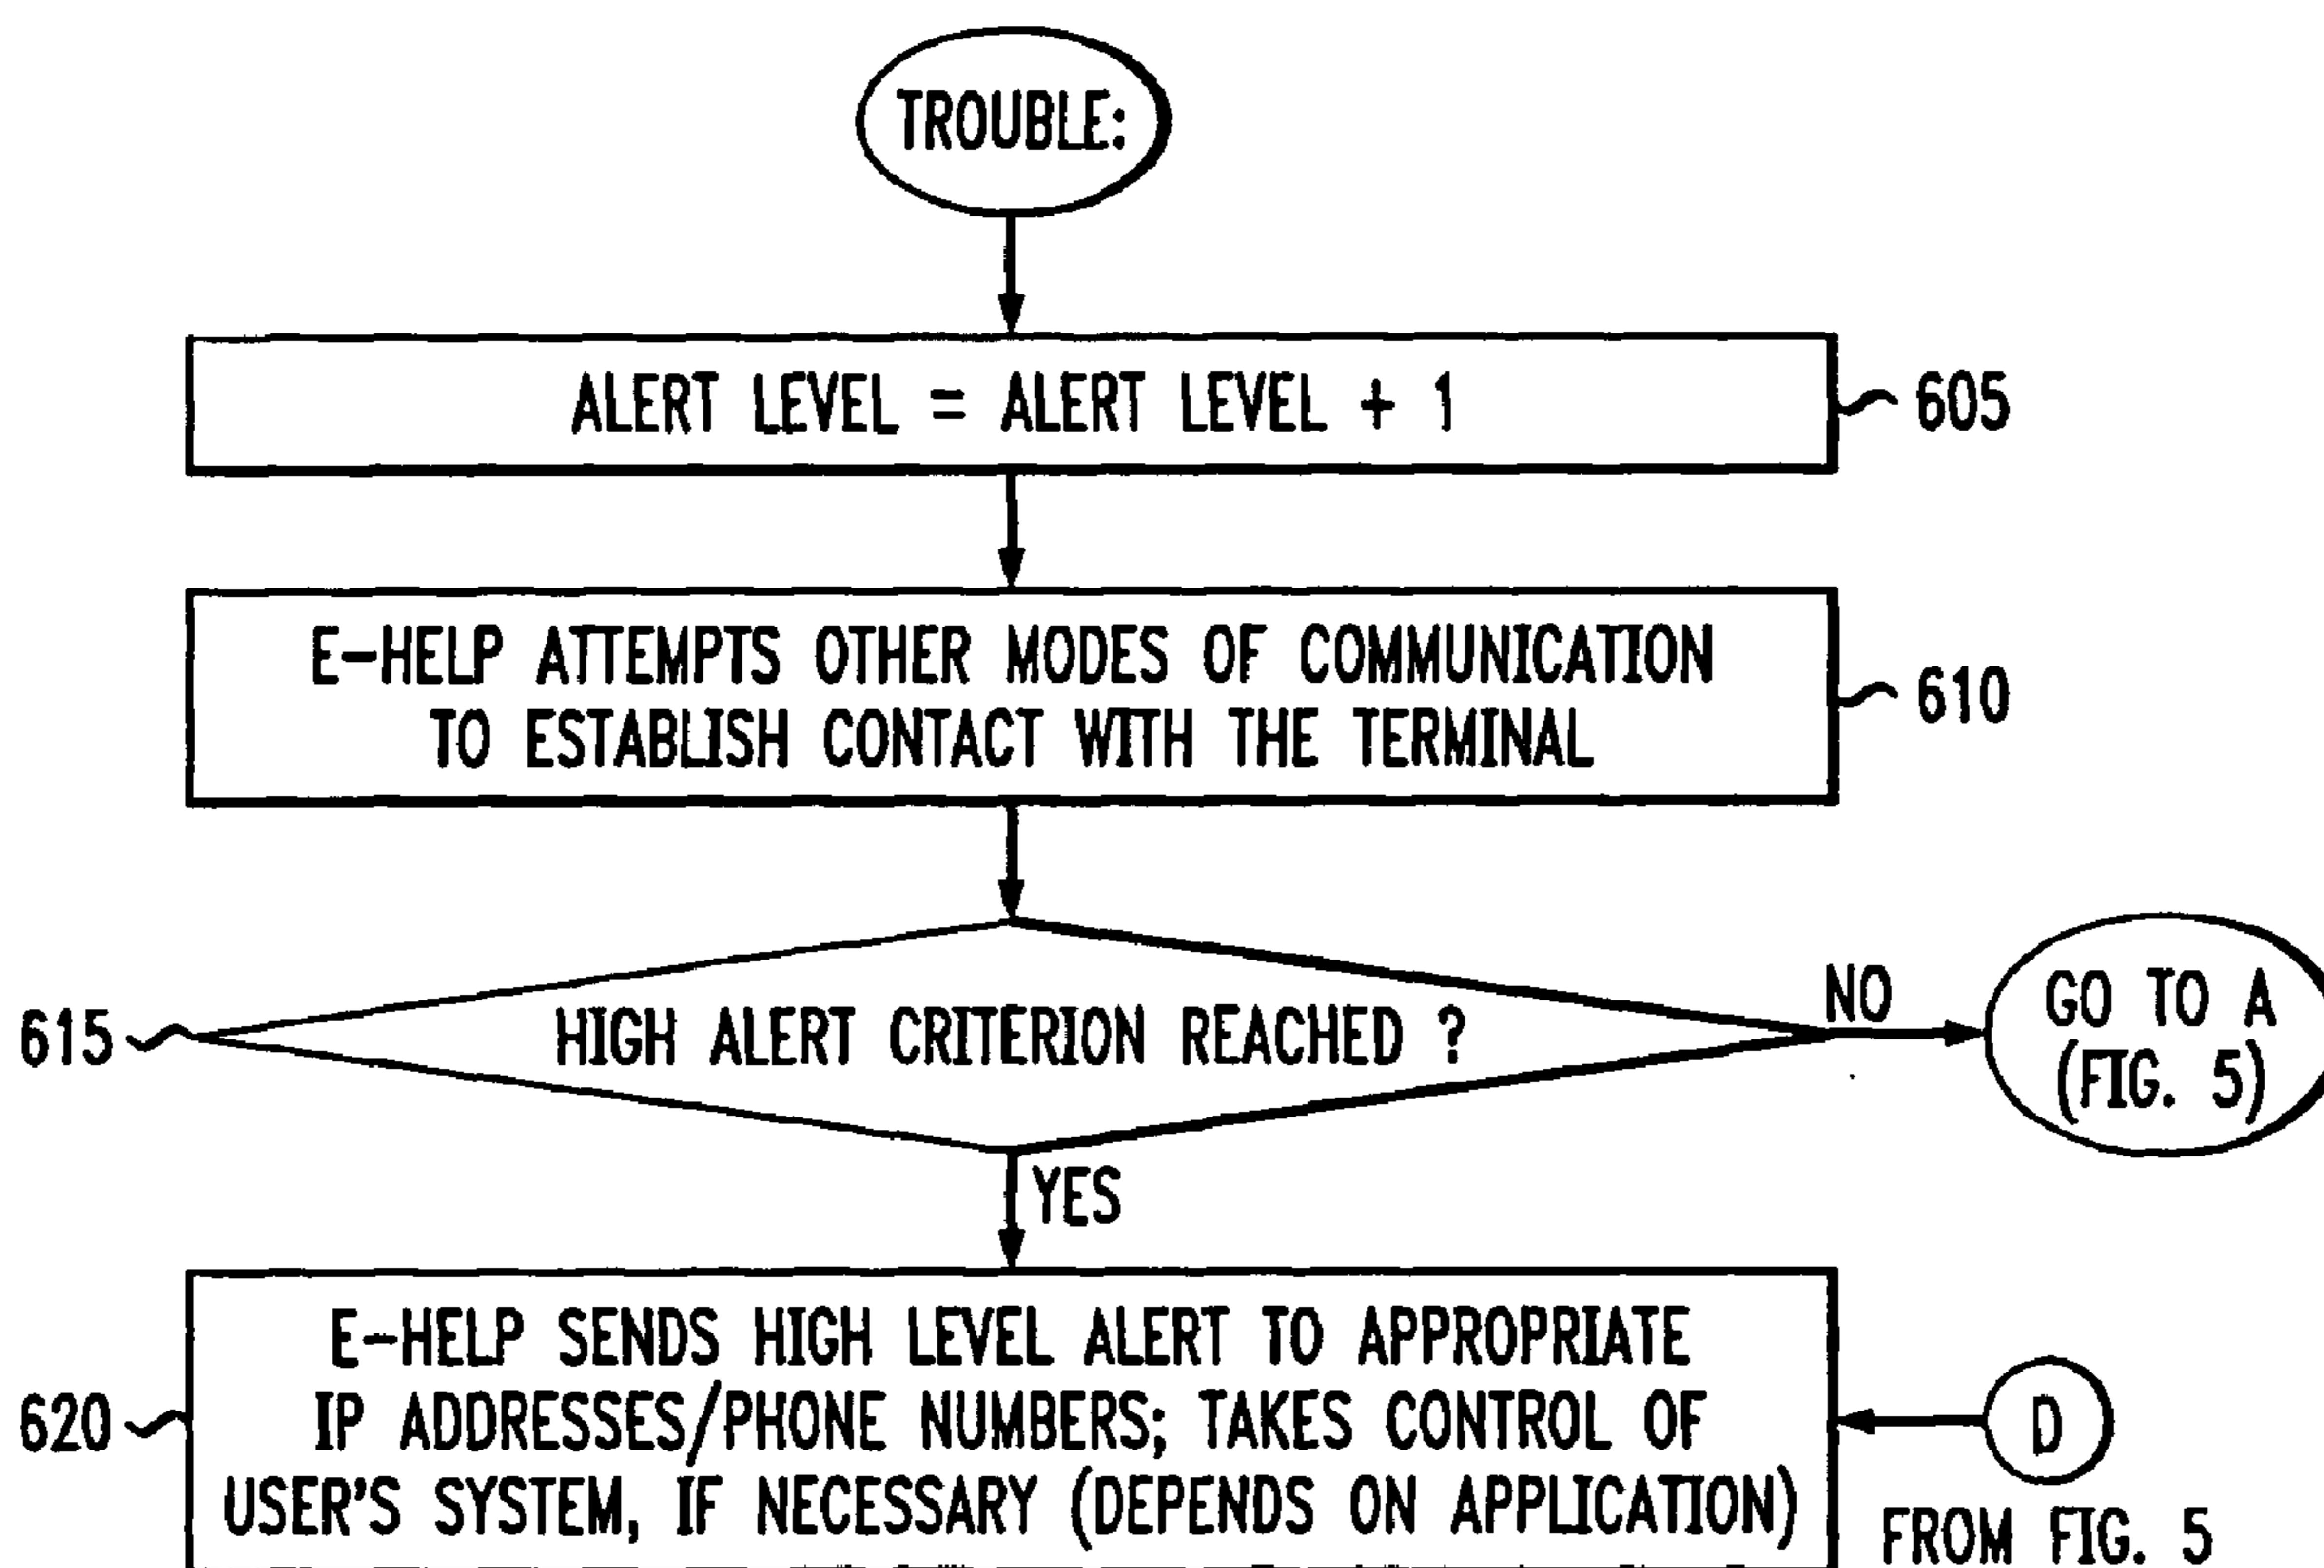 TROUBLE:
ALERT LEVEL = ALERT LEVEL + 1
605
E-HELP ATTEMPTS OTHER MODES OF COMMUNICATION
TO ESTABLISH CONTACT WITH THE TERMINAL
610
615
HIGH ALERT CRITERION REACHED ?
NO
GO TO A
(FIG. 5)
YES
E-HELP SENDS HIGH LEVEL ALERT TO APPROPRIATE
IP ADDRESSES/PHONE NUMBERS; TAKES CONTROL OF
USER'S SYSTEM, IF NECESSARY (DEPENDS ON APPLICATION)
620
D
FROM FIG. 5